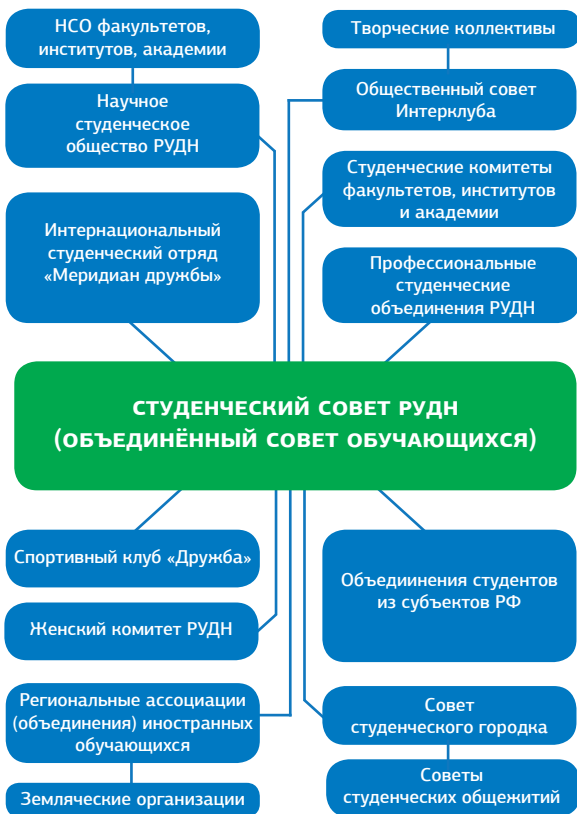 НСО факультетов,
институтов, академии
Научное
студенческое
общество РУДН
Интернациональный
студенческий отряд
«Меридиан дружбы»
Творческие коллективы
Общественный совет
Интерклуба
Студенческие комитеты
факультетов, институтов
и академии
Профессиональные
студенческие
объединения РУДН
СТУДЕНЧЕСКИЙ СОВЕТ РУДН
(ОБЪЕДИНЁННЫЙ СОВЕТ ОБУЧАЮЩИХСЯ)
Спортивный клуб «Дружба»
Женский комитет РУДН
Региональные ассоциации
(объединения) иностранных
обучающихся
Земляческие организации
Объедиинения студентов
из субъектов РФ
Совет
студенческого городка
Советы
студенческих общежитий